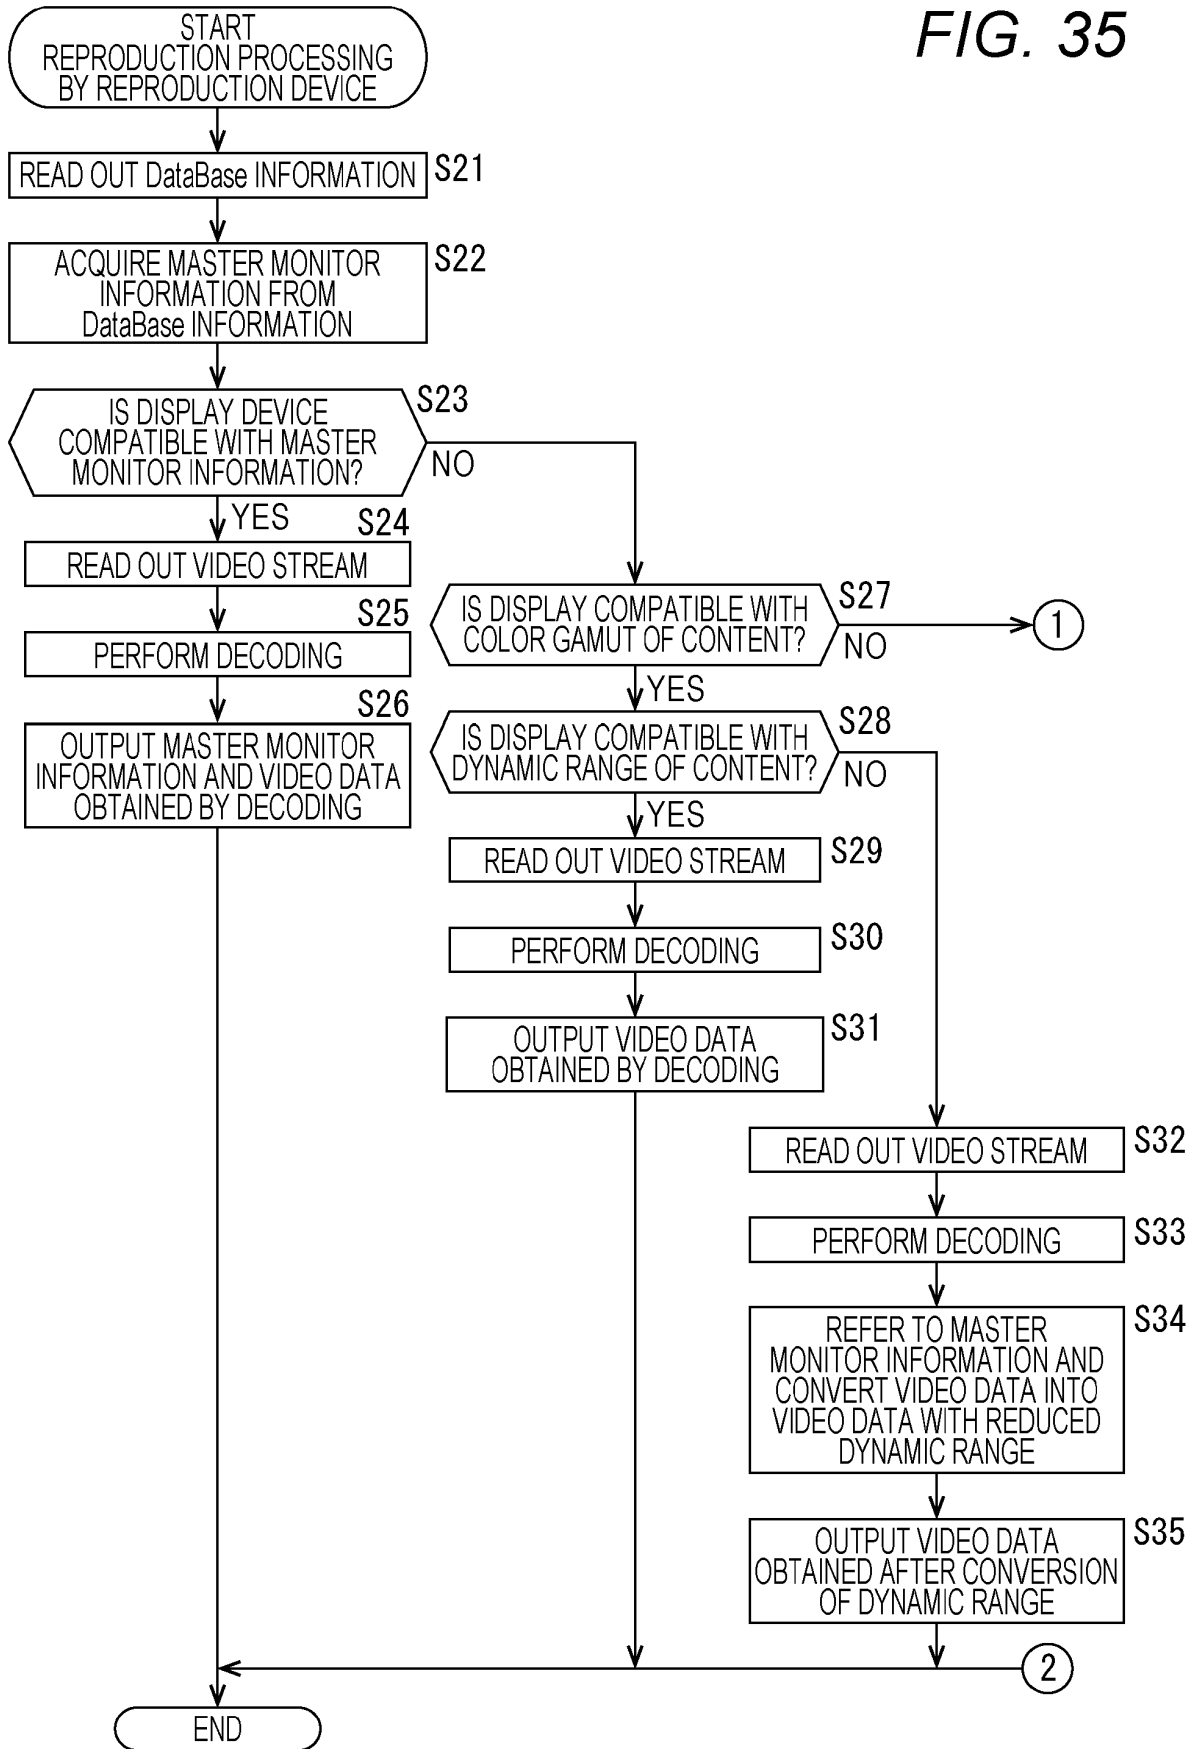 FIG. 35
START
REPRODUCTION PROCESSING
BY REPRODUCTION DEVICE
READ OUT DataBase INFORMATION
S21
ACQUIRE MASTER MONITOR
INFORMATION FROM
DataBase INFORMATION
S22
IS DISPLAY DEVICE
COMPATIBLE WITH MASTER
MONITOR INFORMATION?
S23
NO
YES
S24
READ OUT VIDEO STREAM
S25
PERFORM DECODING
S26
OUTPUT MASTER MONITOR
INFORMATION AND VIDEO DATA
OBTAINED BY DECODING
IS DISPLAY COMPATIBLE WITH
COLOR GAMUT OF CONTENT?
S27
NO
1
YES
IS DISPLAY COMPATIBLE WITH
DYNAMIC RANGE OF CONTENT?
S28
NO
YES
READ OUT VIDEO STREAM
S29
PERFORM DECODING
S30
OUTPUT VIDEO DATA
OBTAINED BY DECODING
S31
READ OUT VIDEO STREAM
S32
PERFORM DECODING
S33
REFER TO MASTER
MONITOR INFORMATION AND
CONVERT VIDEO DATA INTO
VIDEO DATA WITH REDUCED
DYNAMIC RANGE
S34
OUTPUT VIDEO DATA
OBTAINED AFTER CONVERSION
OF DYNAMIC RANGE
S35
2
END